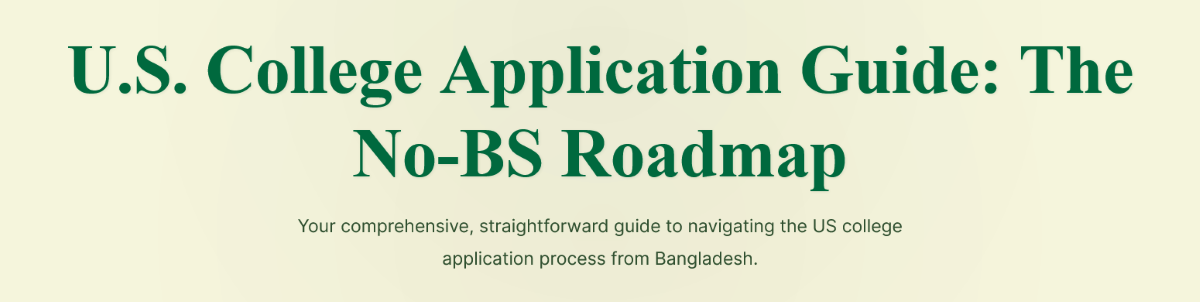 U.S. College Application Guide: The
No-BS Roadmap
Your comprehensive, straightforward guide to navigating the US college
application process from Bangladesh.